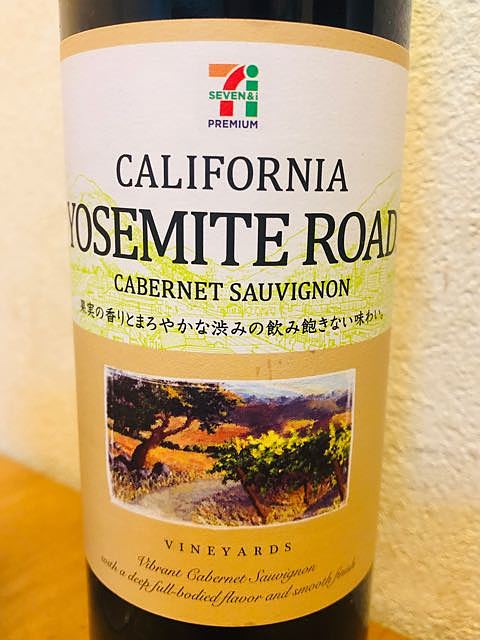 7i
SEVEN&i
PREMIUM
CALIFORNIA
YOSEMITE ROAD
CABERNET SAUVIGNON
果実の香りとまろやかな渋みの飲み飽きない味わい。
VINEYARDS
Vibrant Cabernet Sauvignon
with a deep full-bodied flavor and smooth finish